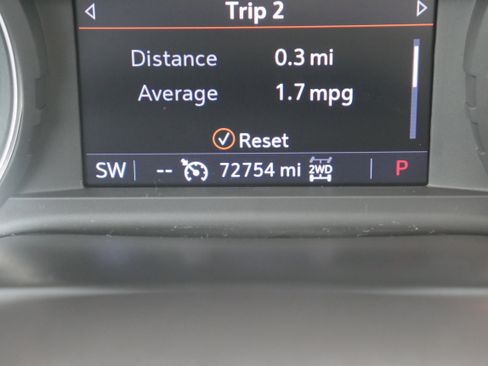 Trip 2
Distance 0.3 mi
Average 1.7 mpg
Reset
SW -- 72754 mi 2WD P